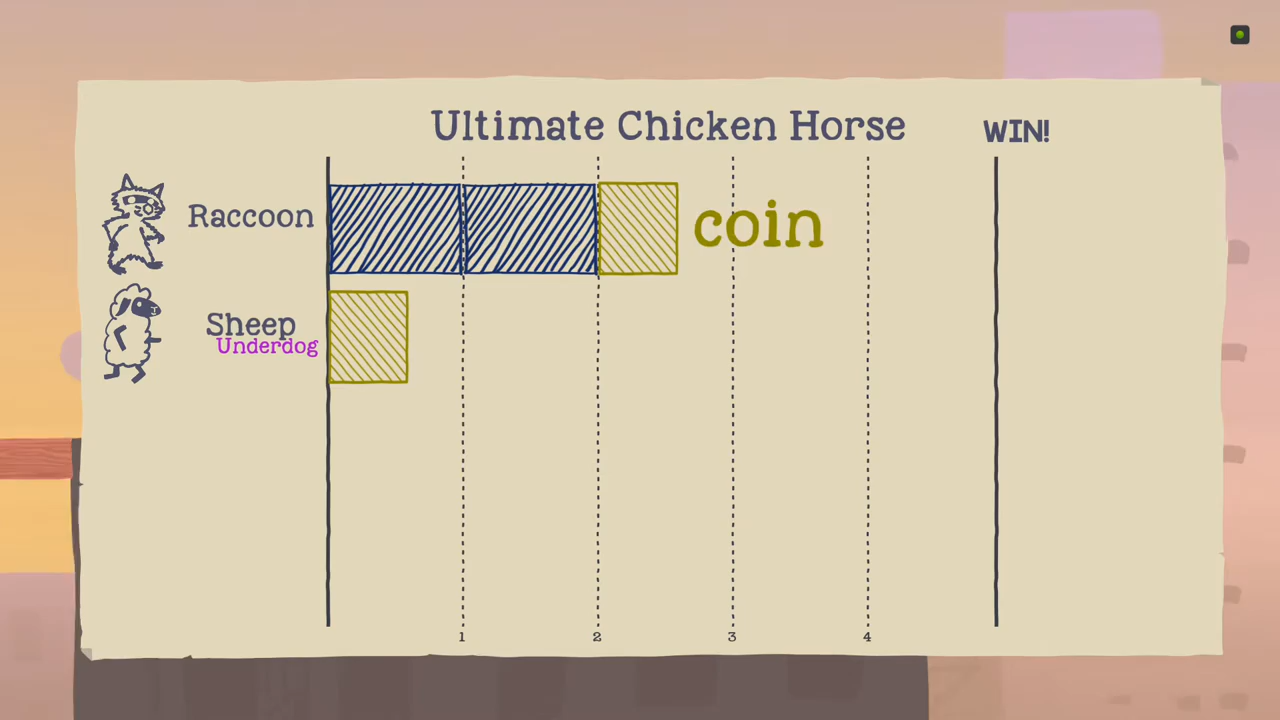 Ultimate Chicken Horse
WIN!
Raccoon
coin
Sheep
Underdog
1 2 3 4